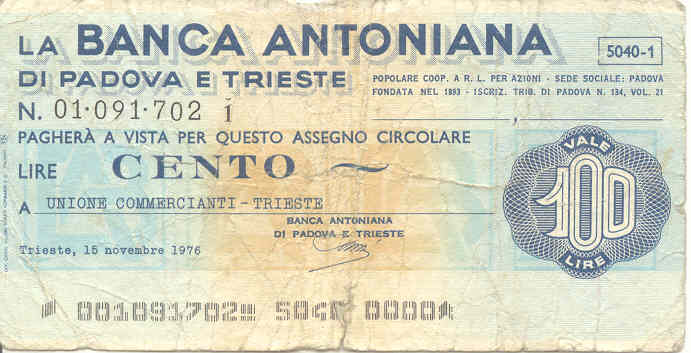 LA BANCA ANTONIANA
DI PADOVA E TRIESTE
5040-1
POPOLARE COOP. A R. L. PER AZIONI - SEDE SOCIALE: PADOVA
FONDATA NEL 1893 - ISCRIZ. TRIB. DI PADOVA N. 134, VOL. 21
N. 01·091·702 i
PAGHERÀ A VISTA PER QUESTO ASSEGNO CIRCOLARE
LIRE CENTO ~
A UNIONE COMMERCIANTI - TRIESTE
BANCA ANTONIANA
DI PADOVA E TRIESTE
Trieste, 15 novembre 1976
VALE
100
LIRE
001091702